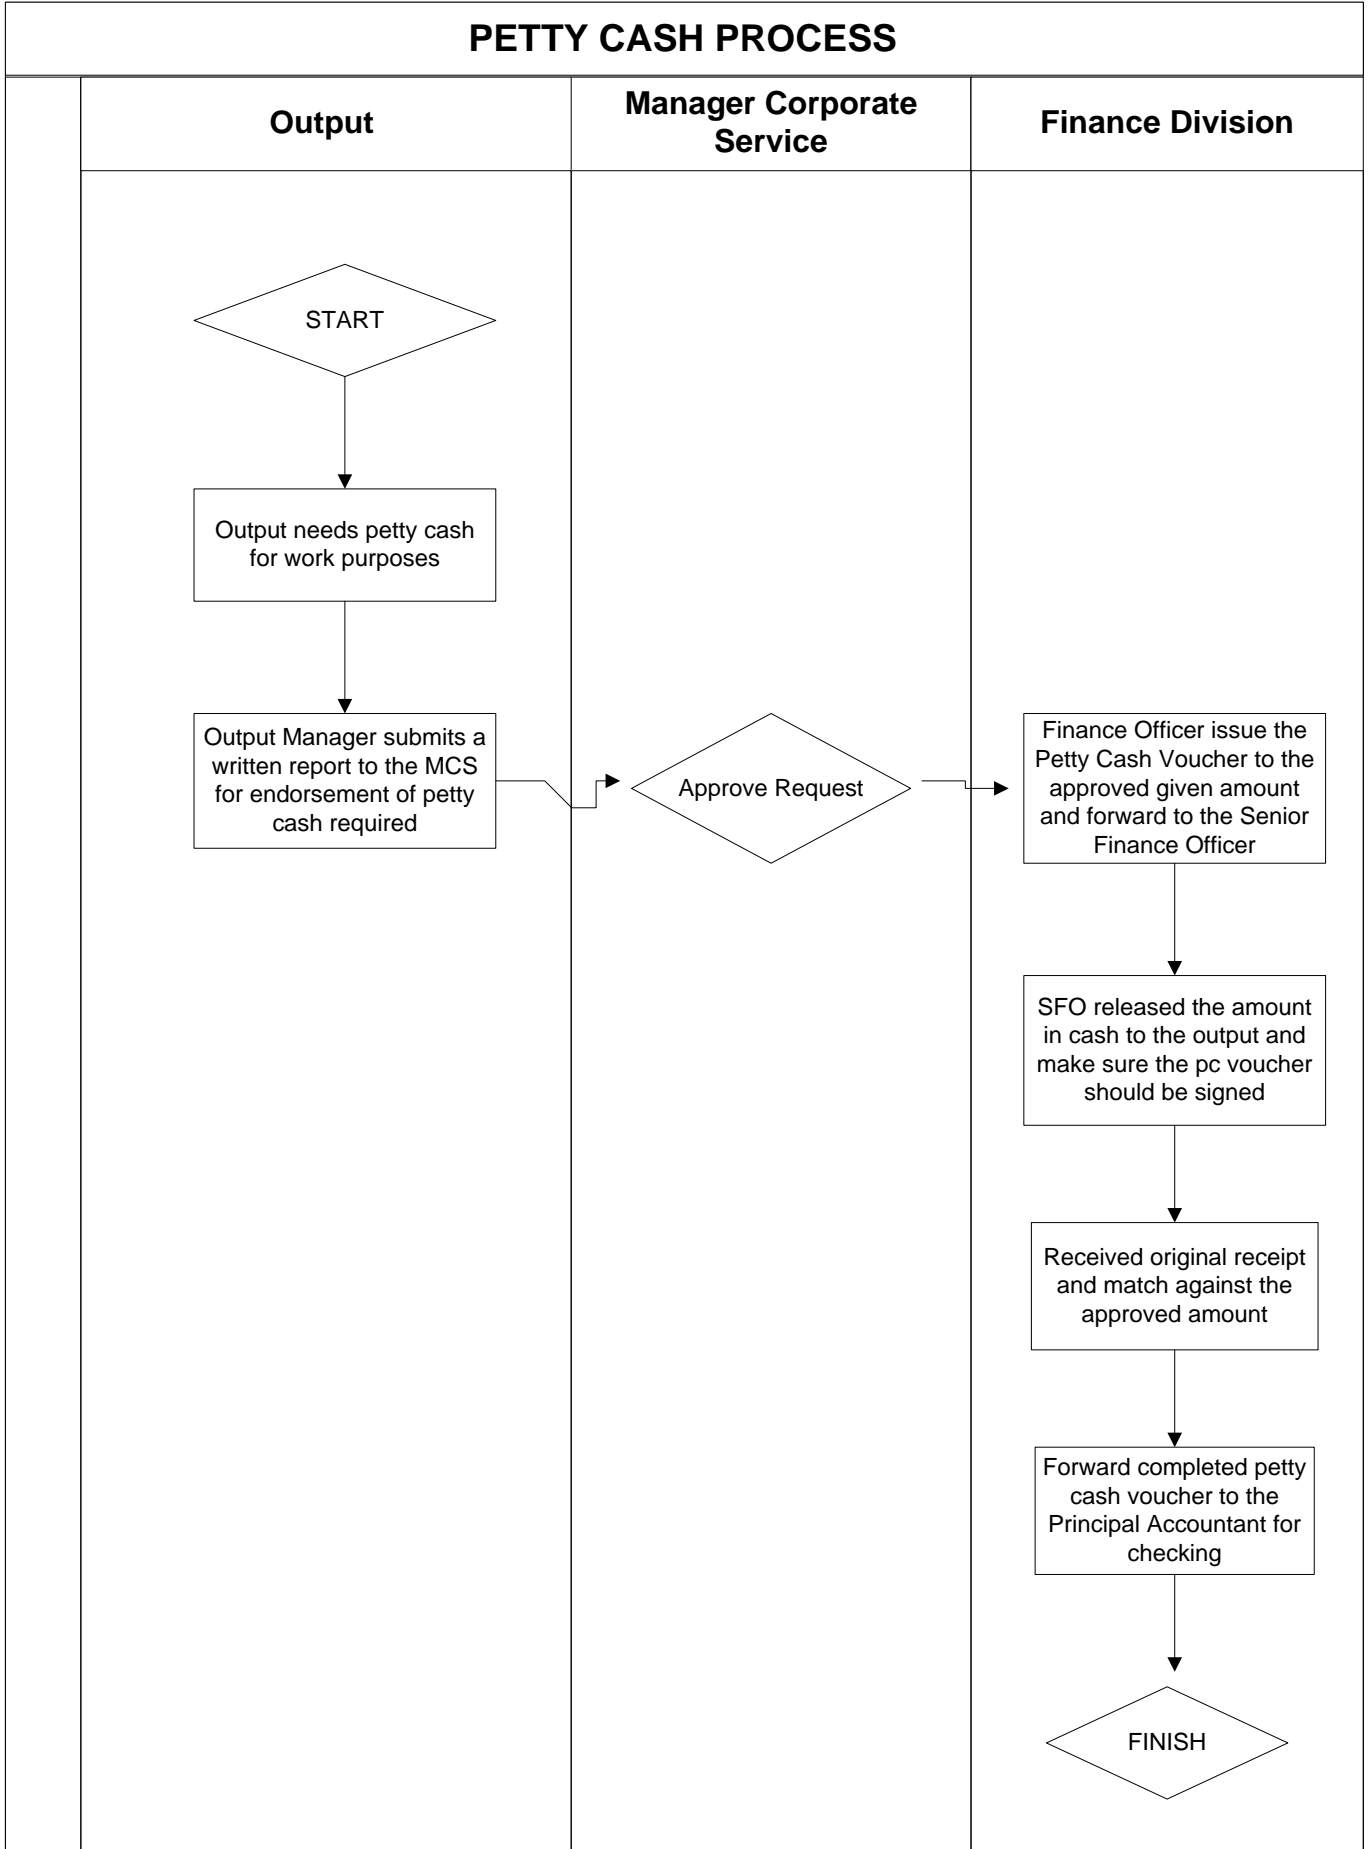 PETTY CASH PROCESS
Output
Manager Corporate
Service
Finance Division
START
Output needs petty cash
for work purposes
Output Manager submits a
written report to the MCS
for endorsement of petty
cash required
Approve Request
Finance Officer issue the
Petty Cash Voucher to the
approved given amount
and forward to the Senior
Finance Officer
SFO released the amount
in cash to the output and
make sure the pc voucher
should be signed
Received original receipt
and match against the
approved amount
Forward completed petty
cash voucher to the
Principal Accountant for
checking
FINISH